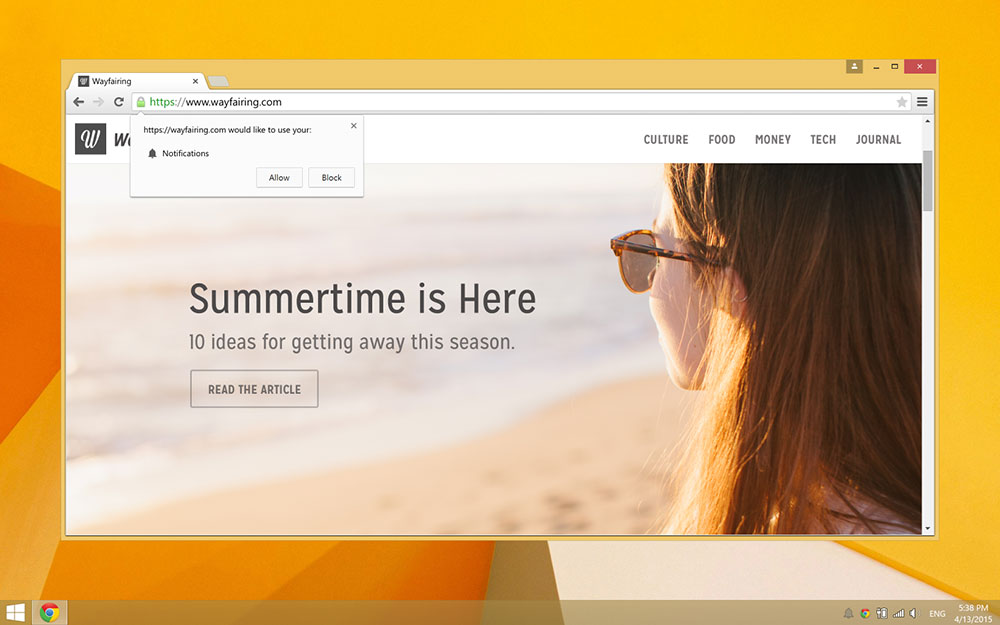 Wayfairing
https://www.wayfairing.com
https://wayfairing.com would like to use your:
Notifications
Allow
Block
W
CULTURE
FOOD
MONEY
TECH
JOURNAL
Summertime is Here
10 ideas for getting away this season.
READ THE ARTICLE
ENG
5:38 PM
4/13/2015